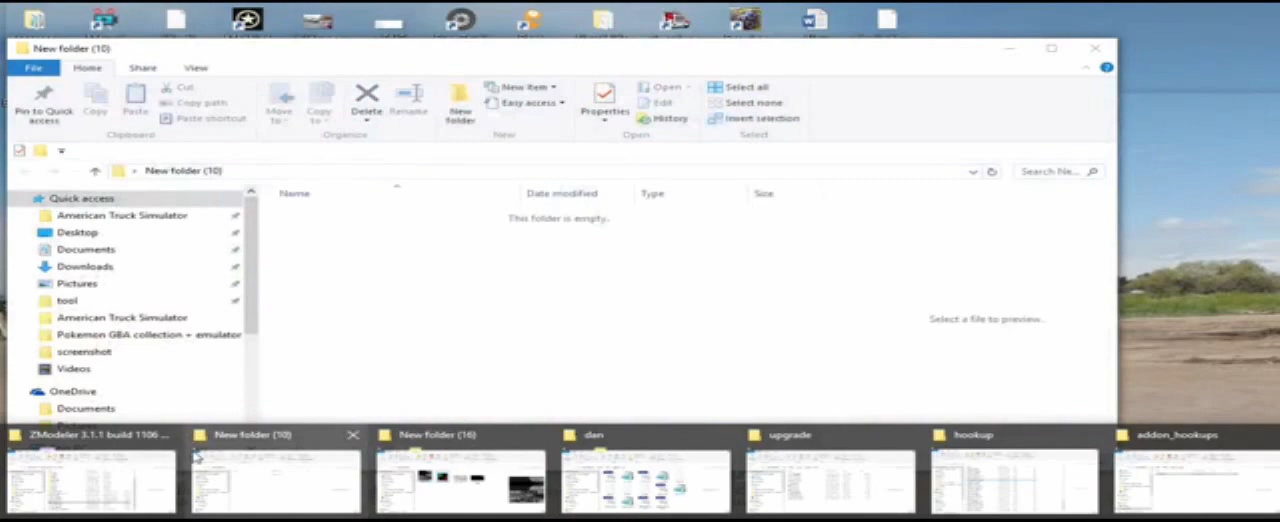 New folder (10)
File Home Share View
Pin to Quick access
Copy
Paste
Cut
Copy path
Paste shortcut
Clipboard
Move to
Copy to
Delete
Rename
Organize
New folder
New item
Easy access
New
Properties
Open
Edit
History
Open
Select all
Select none
Invert selection
Select
New folder (10)
Search Ne...
Name Date modified Type Size
This folder is empty.
Select a file to preview.
Quick access
American Truck Simulator
Desktop
Documents
Downloads
Pictures
tool
American Truck Simulator
Pokemon GBA collection + emulator
screenshot
Videos
OneDrive
Documents
ZModeler 3.1.1 build 1106 ... New folder (10) New folder (16) dan upgrade hookup addon_hookups